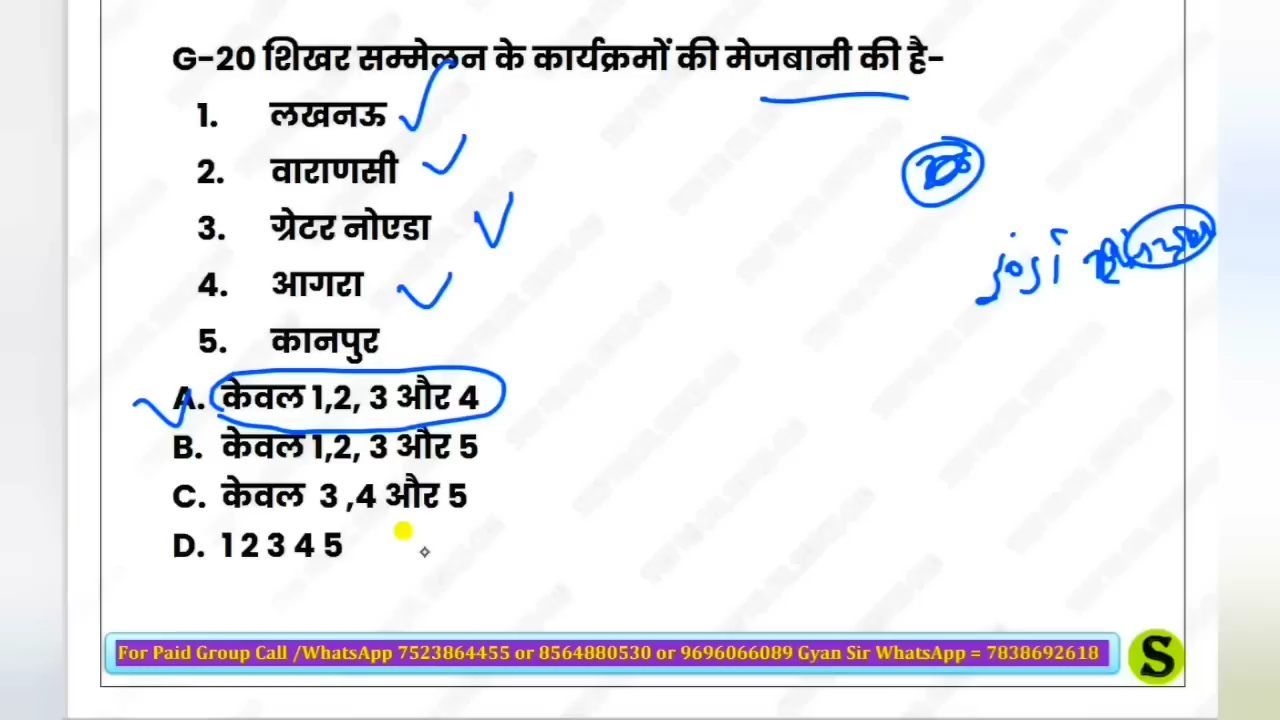 G-20 शिखर सम्मेलन के कार्यक्रमों की मेजबानी की है-
1. लखनऊ
2. वाराणसी
3. ग्रेटर नोएडा
4. आगरा
5. कानपुर
A. केवल 1,2, 3 और 4
B. केवल 1,2, 3 और 5
C. केवल 3 ,4 और 5
D. 1 2 3 4 5
For Paid Group Call /WhatsApp 7523864455 or 8564880530 or 9696066089 Gyan Sir WhatsApp = 7838692618
S